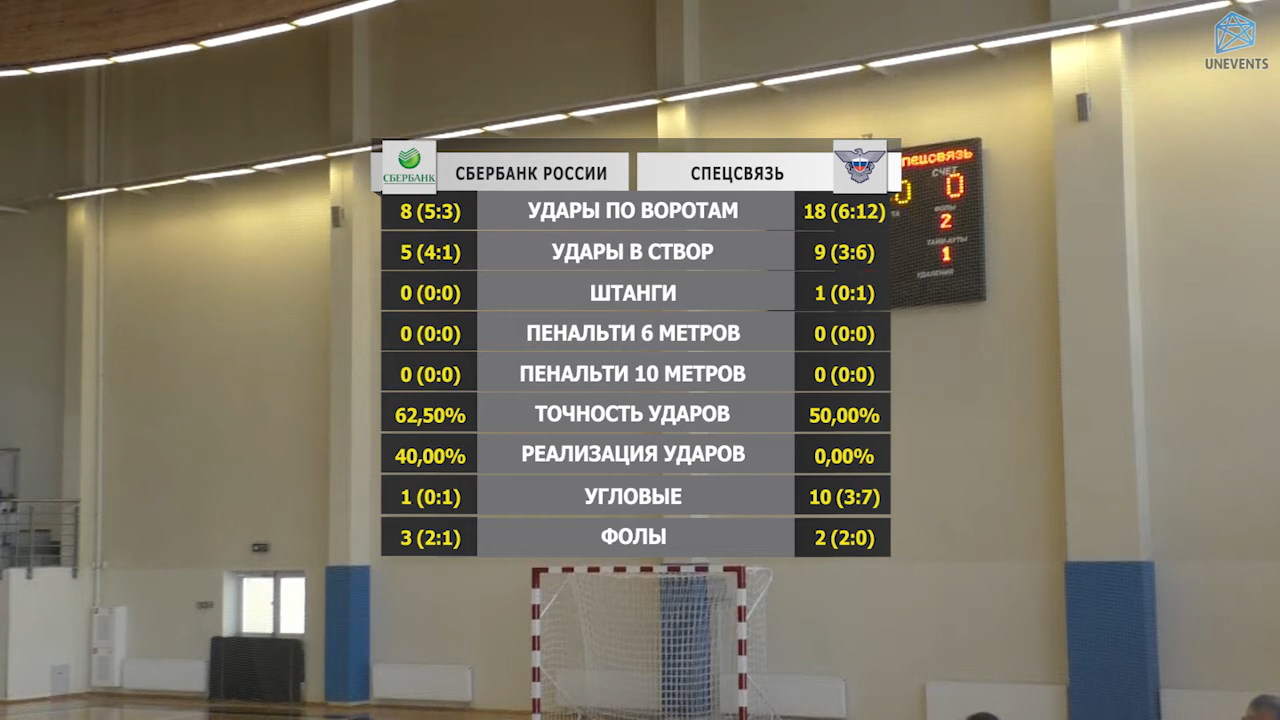 UNEVENTS
СБЕРБАНК
СБЕРБАНК РОССИИ
СПЕЦСВЯЗЬ
8 (5:3) УДАРЫ ПО ВОРОТАМ 18 (6:12)
5 (4:1) УДАРЫ В СТВОР 9 (3:6)
0 (0:0) ШТАНГИ 1 (0:1)
0 (0:0) ПЕНАЛЬТИ 6 МЕТРОВ 0 (0:0)
0 (0:0) ПЕНАЛЬТИ 10 МЕТРОВ 0 (0:0)
62,50% ТОЧНОСТЬ УДАРОВ 50,00%
40,00% РЕАЛИЗАЦИЯ УДАРОВ 0,00%
1 (0:1) УГЛОВЫЕ 10 (3:7)
3 (2:1) ФОЛЫ 2 (2:0)
пецсвязь
СЧЕТ
0 0
ФОЛЫ
2
ТАЙМ-АУТЫ
1
УДАЛЕНИЯ